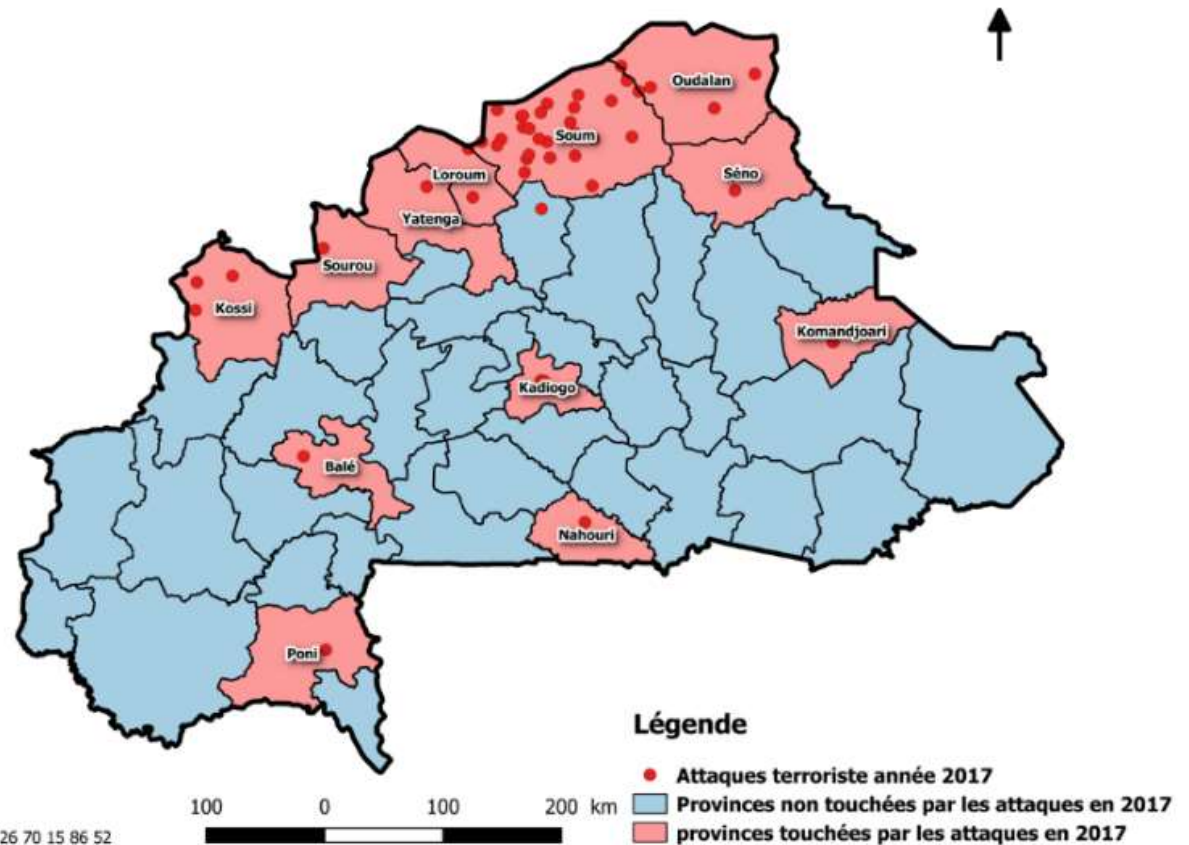 Oudalan
Soum
Séno
Loroum
Yatenga
Sourou
Kossi
Komandjoari
Kadiogo
Balé
Nahouri
Poni
Légende
Attaques terroriste année 2017
Provinces non touchées par les attaques en 2017
provinces touchées par les attaques en 2017
100 0 100 200 km
26 70 15 86 52